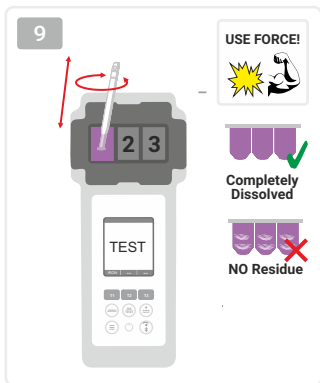 9
USE FORCE!
2 3
Completely
Dissolved
TEST
NO Residue